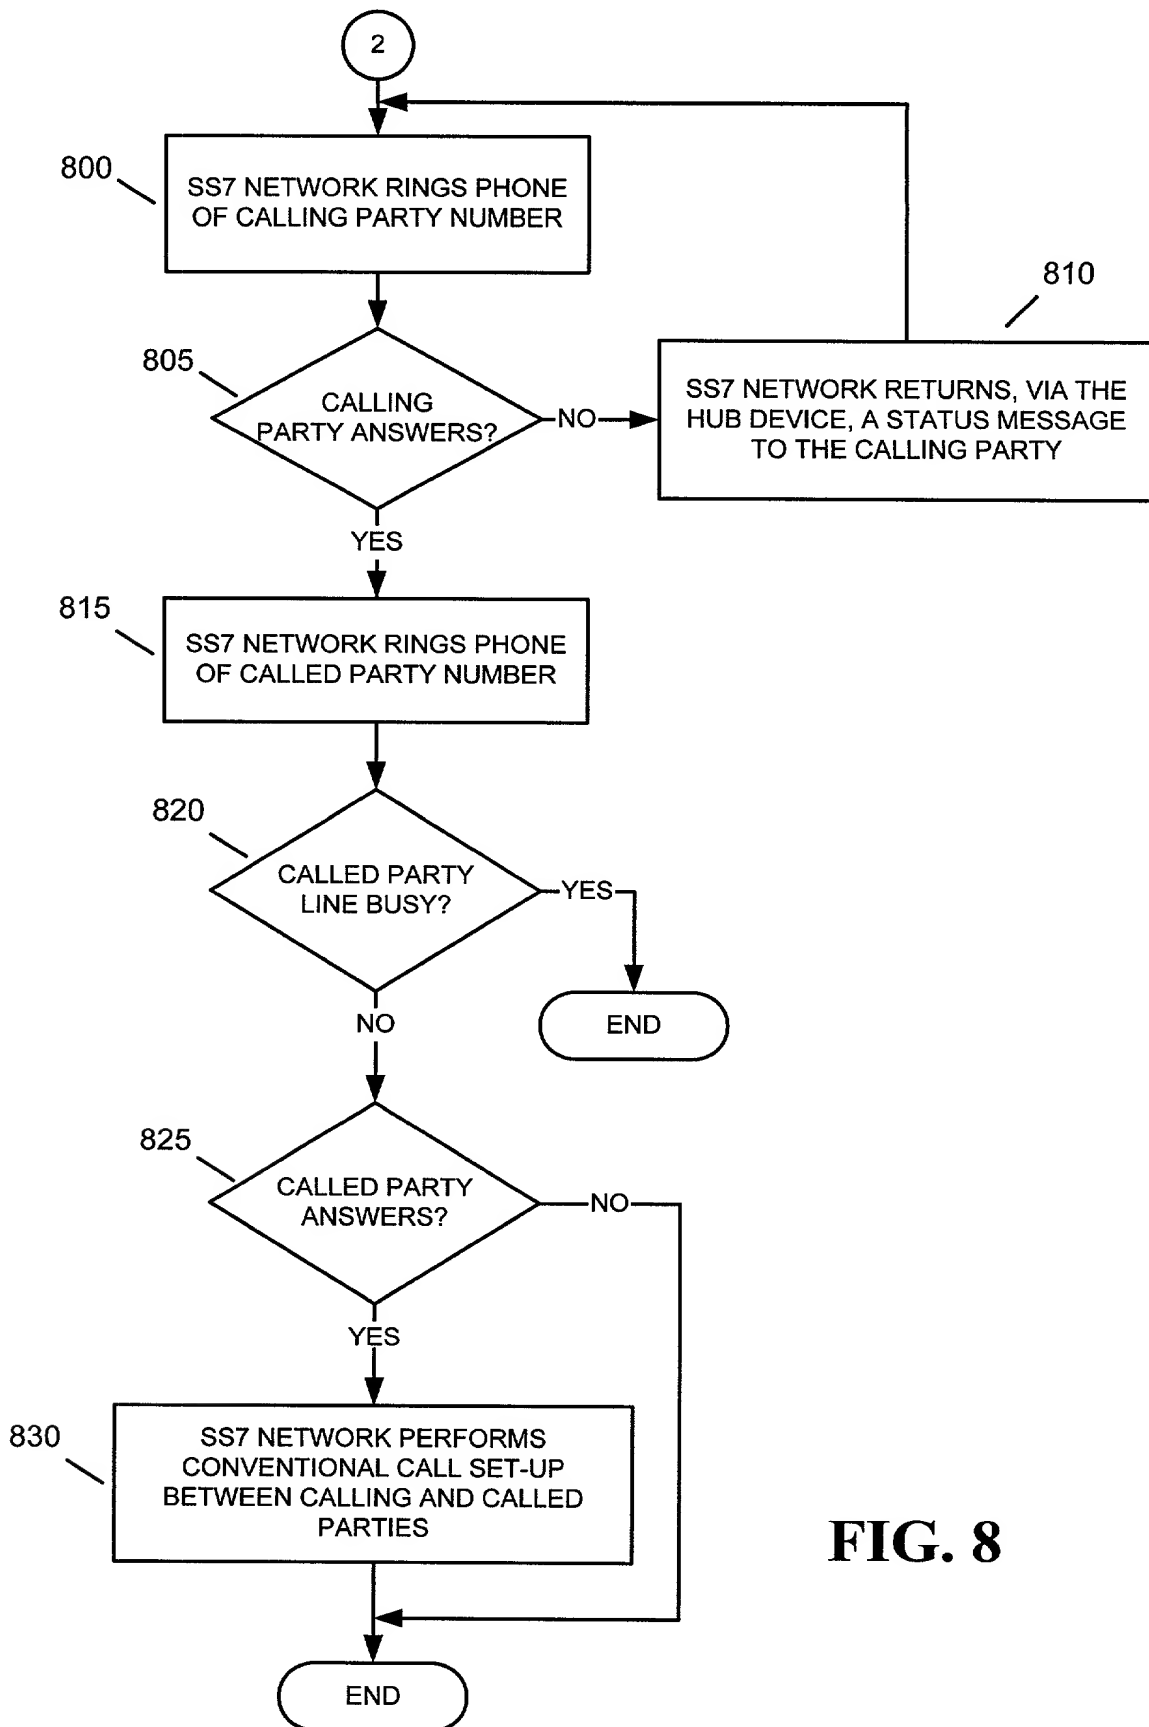 2
800
SS7 NETWORK RINGS PHONE
OF CALLING PARTY NUMBER
810
805
CALLING
PARTY ANSWERS?
NO
SS7 NETWORK RETURNS, VIA THE
HUB DEVICE, A STATUS MESSAGE
TO THE CALLING PARTY
YES
815
SS7 NETWORK RINGS PHONE
OF CALLED PARTY NUMBER
820
CALLED PARTY
LINE BUSY?
YES
END
NO
825
CALLED PARTY
ANSWERS?
NO
YES
830
SS7 NETWORK PERFORMS
CONVENTIONAL CALL SET-UP
BETWEEN CALLING AND CALLED
PARTIES
FIG. 8
END